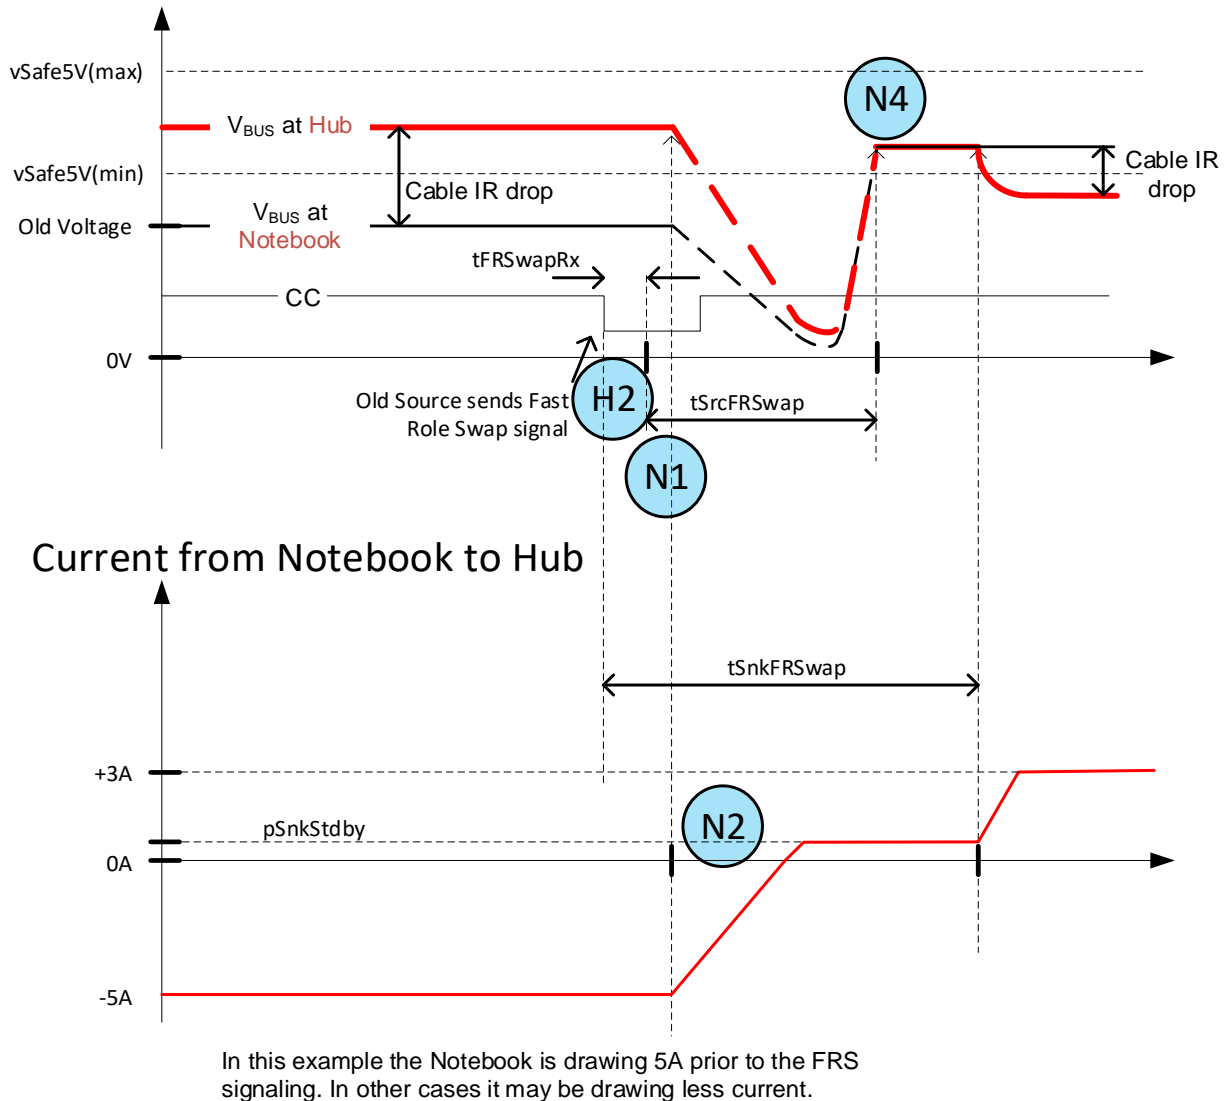 vSafe5V(max)
N4
VBUS at Hub
vSafe5V(min)
Cable IR drop
Cable IR
drop
Old Voltage
VBUS at
Notebook
tFRSwapRx
CC
0V
Old Source sends Fast
Role Swap signal
H2
tSrcFRSwap
N1
Current from Notebook to Hub
tSnkFRSwap
+3A
pSnkStdby
N2
0A
-5A
In this example the Notebook is drawing 5A prior to the FRS
signaling. In other cases it may be drawing less current.